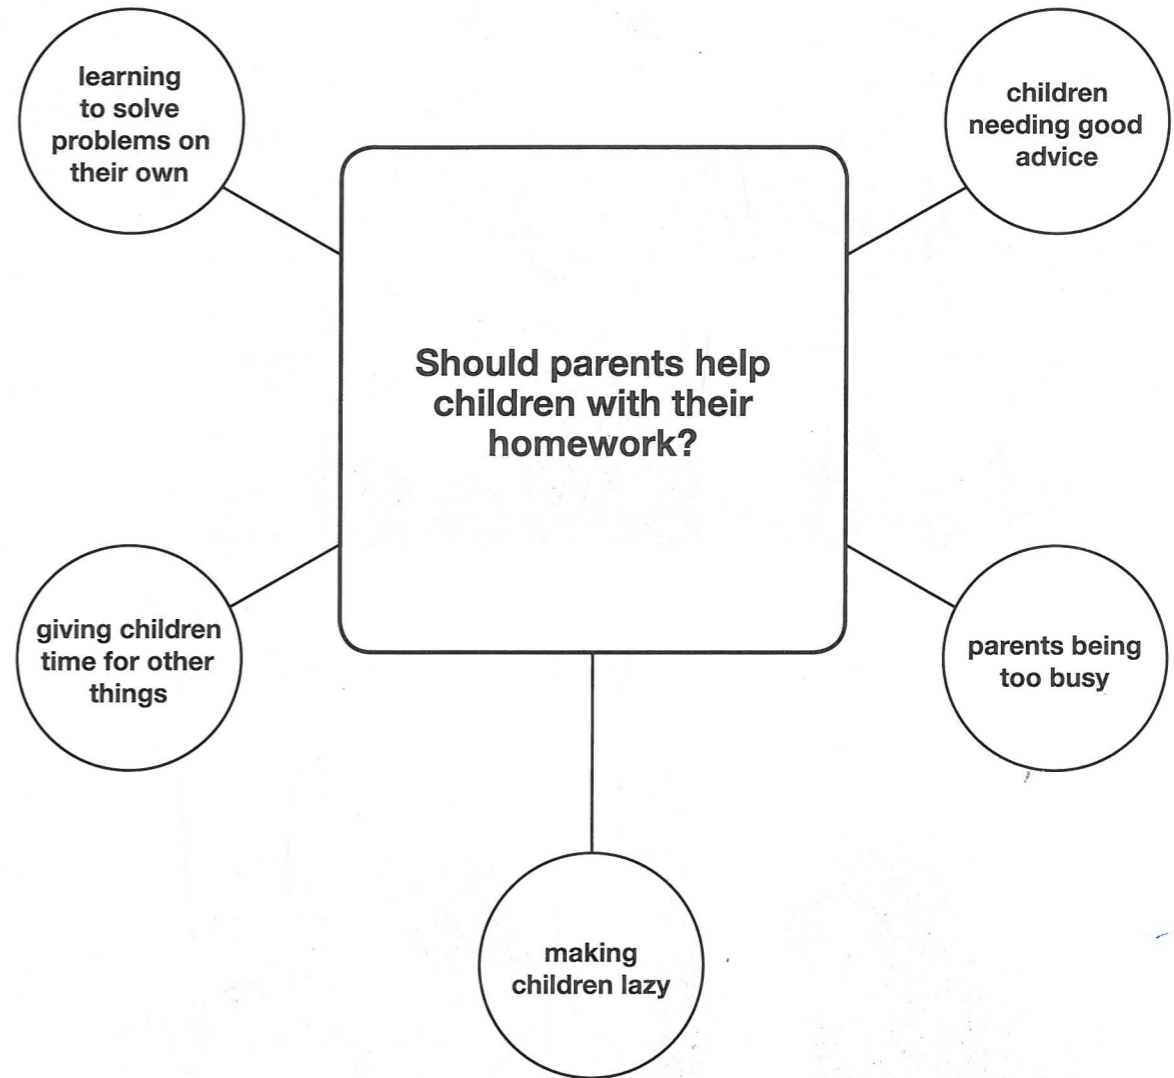 learning
to solve
problems on
their own
children
needing good
advice
Should parents help
children with their
homework?
giving children
time for other
things
parents being
too busy
making
children lazy